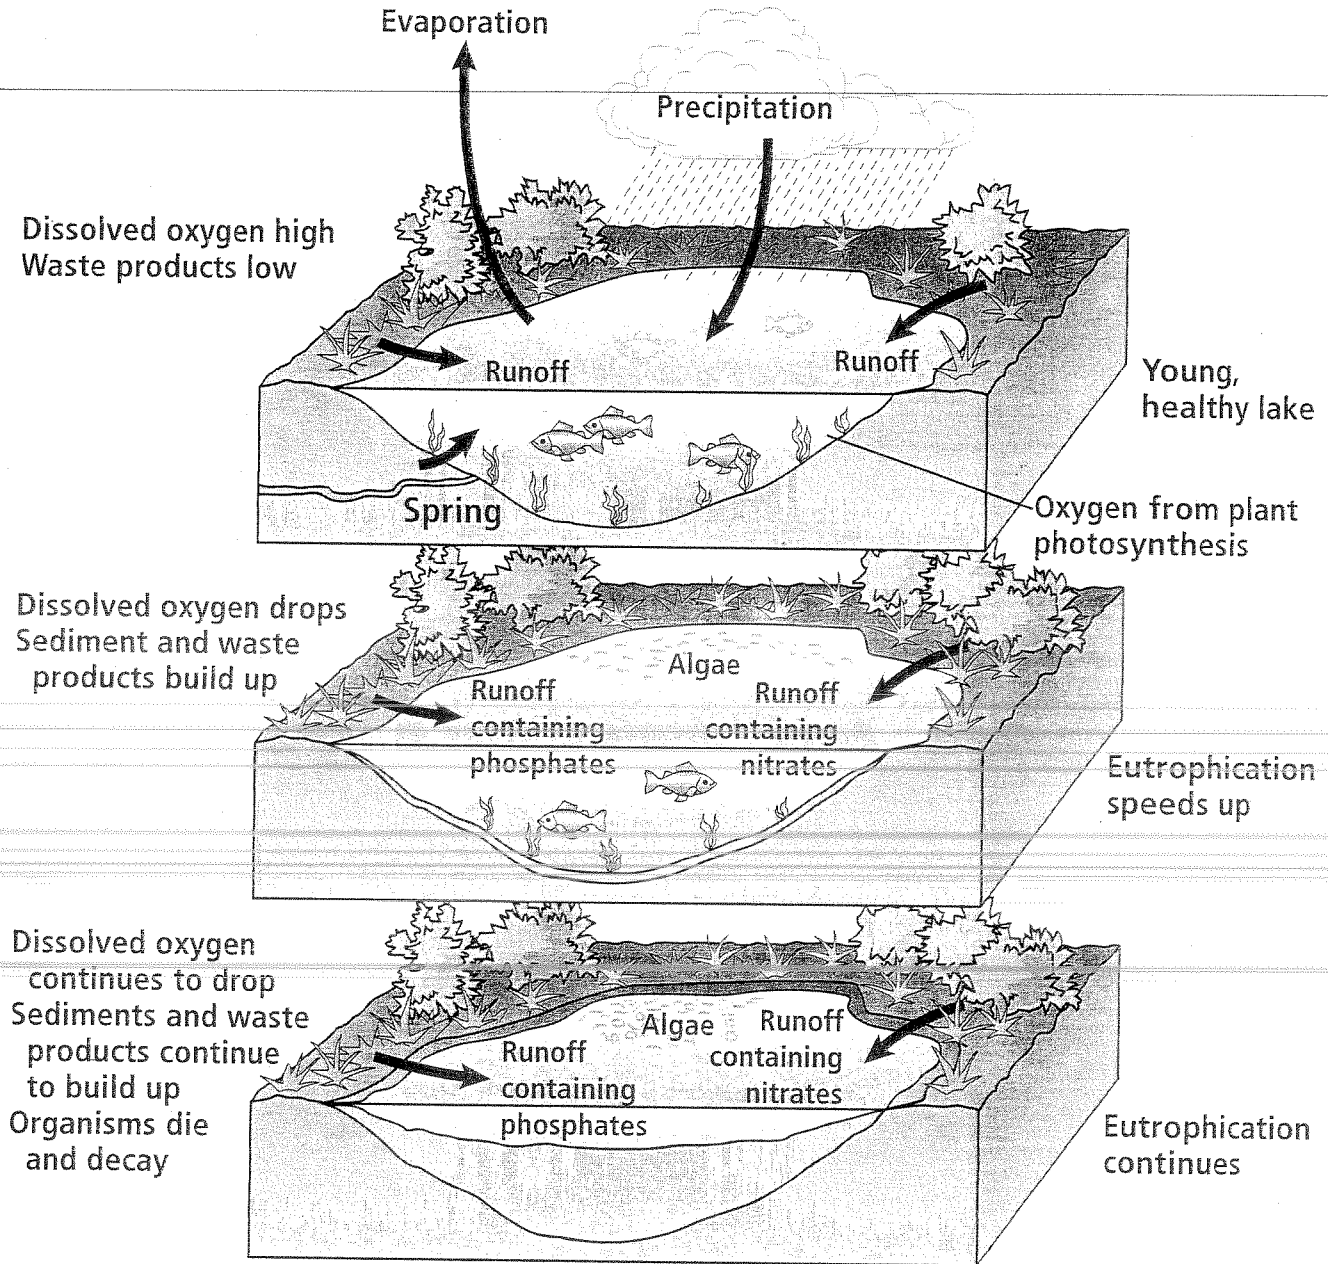 Evaporation
Precipitation
Dissolved oxygen high
Waste products low
Runoff
Runoff
Young,
healthy lake
Spring
Oxygen from plant
photosynthesis
Dissolved oxygen drops
Sediment and waste
products build up
Algae
Runoff
containing
phosphates
Runoff
containing
nitrates
Eutrophication
speeds up
Dissolved oxygen
continues to drop
Sediments and waste
products continue
to build up
Organisms die
and decay
Algae
Runoff
containing
nitrates
Runoff
containing
phosphates
Eutrophication
continues